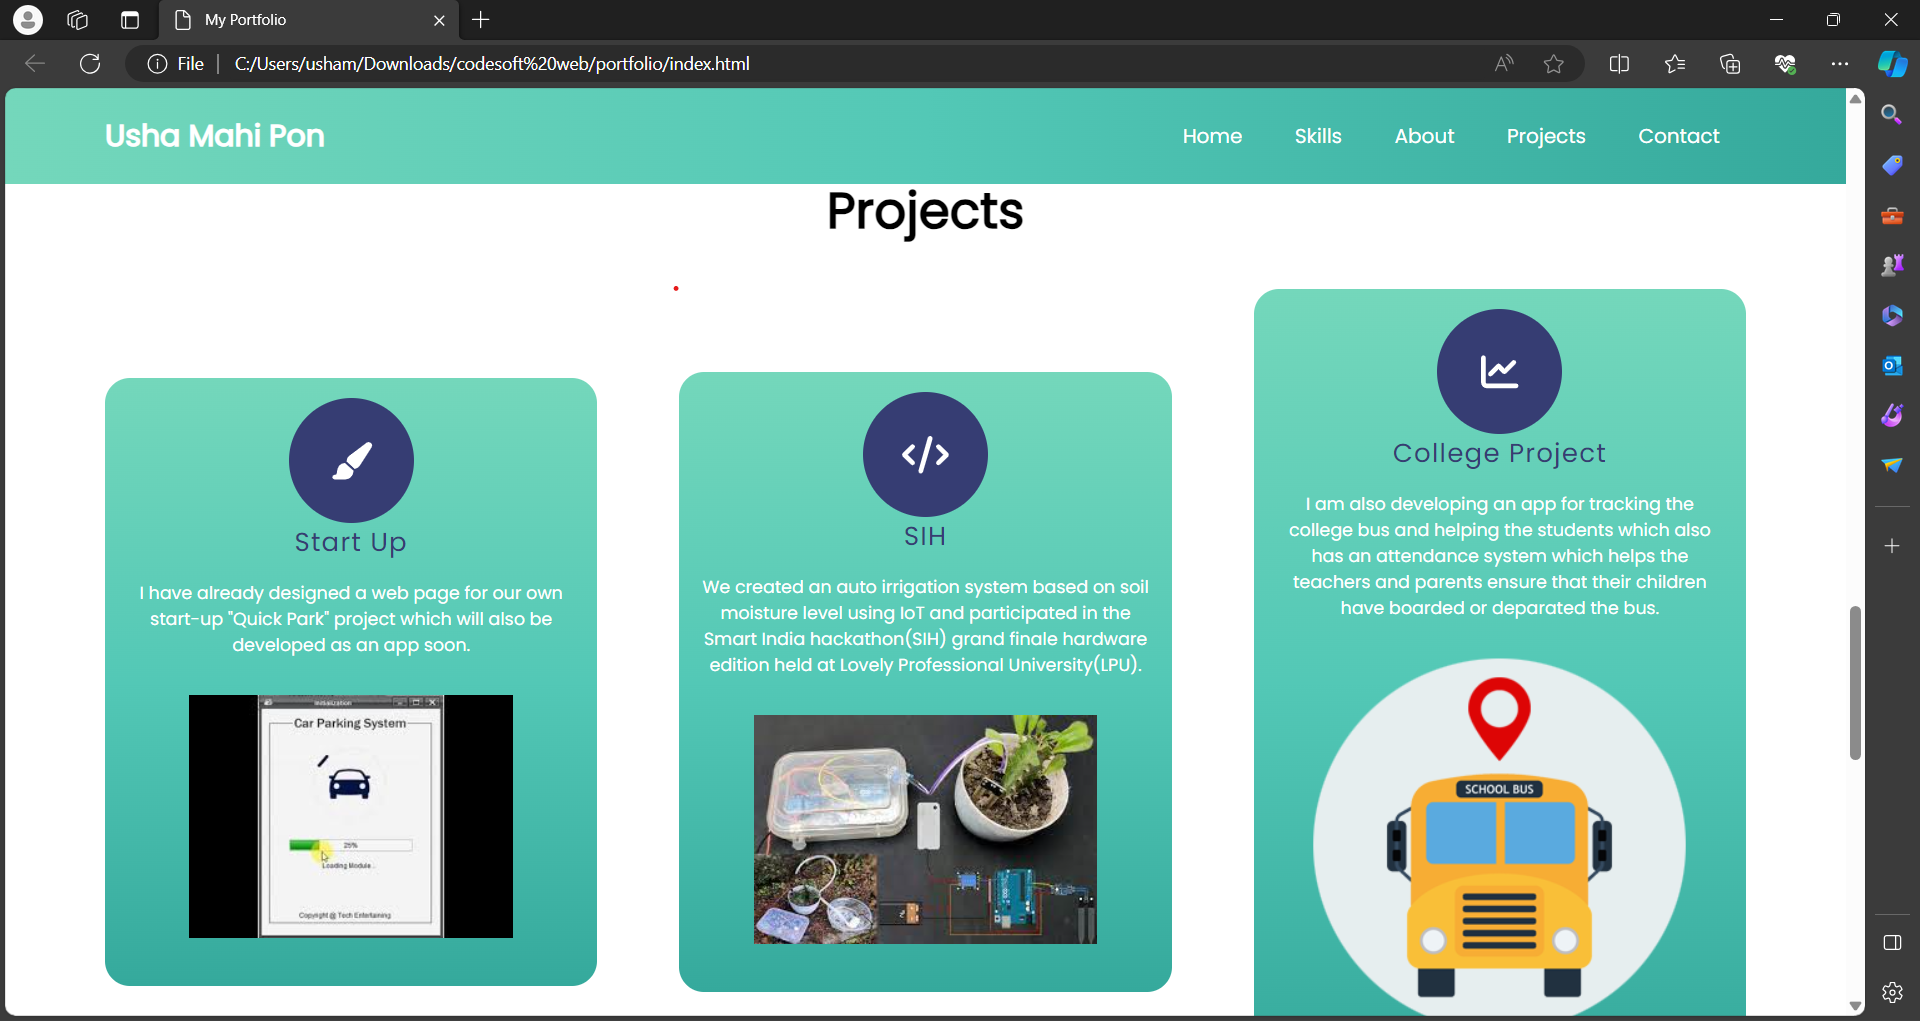 My Portfolio
File
C:/Users/usham/Downloads/codesoft%20web/portfolio/index.html
Usha Mahi Pon
Home
Skills
About
Projects
Contact
Projects
Start Up
I have already designed a web page for our own
start-up "Quick Park" project which will also be
developed as an app soon.
Initialization
Car Parking System
25%
Loading Module...
Copyright @ Tech Entertaining
SIH
We created an auto irrigation system based on soil
moisture level using IoT and participated in the
Smart India hackathon(SIH) grand finale hardware
edition held at Lovely Professional University(LPU).
College Project
I am also developing an app for tracking the
college bus and helping the students which also
has an attendance system which helps the
teachers and parents ensure that their children
have boarded or deparated the bus.
SCHOOL BUS